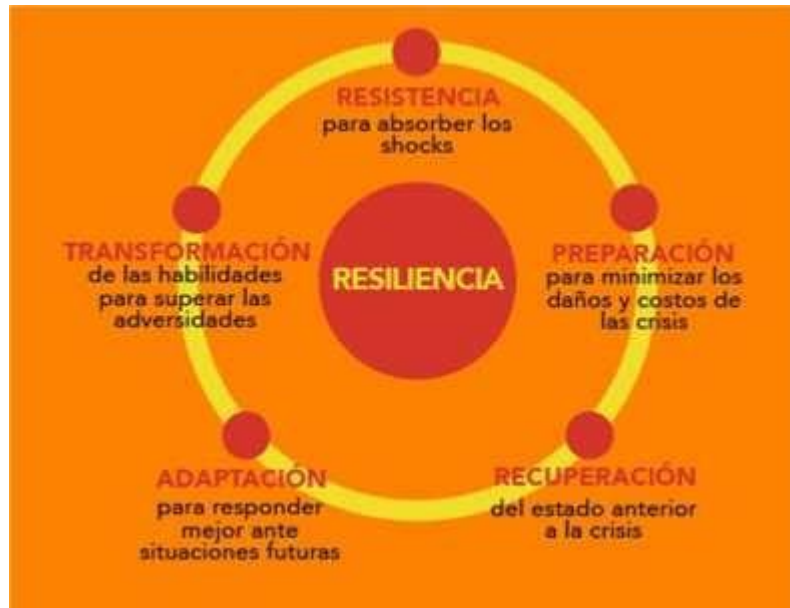 RESISTENCIA
para absorber los
shocks
TRANSFORMACIÓN
de las habilidades
para superar las
adversidades
RESILIENCIA
PREPARACIÓN
para minimizar los
daños y costos de
las crisis
ADAPTACIÓN
para responder
mejor ante
situaciones futuras
RECUPERACIÓN
del estado anterior
a la crisis